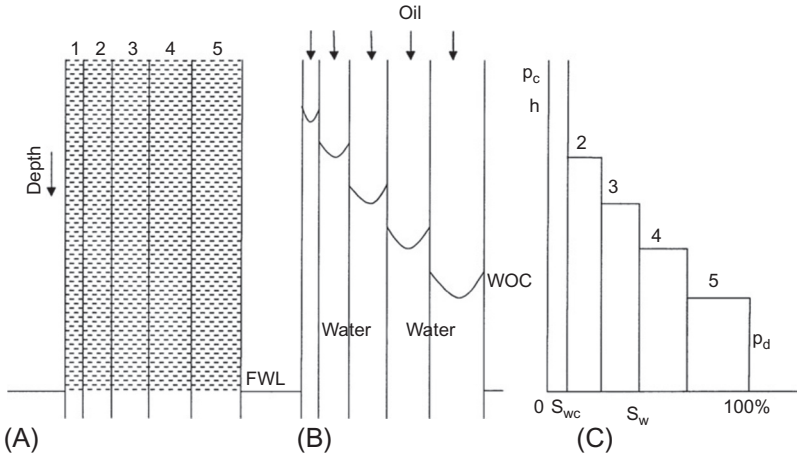 1 2 3 4 5
Depth
FWL
(A)
Oil
WOC
Water Water
(B)
p_c
h
2
3
4
5
p_d
0 S_wc S_w 100%
(C)